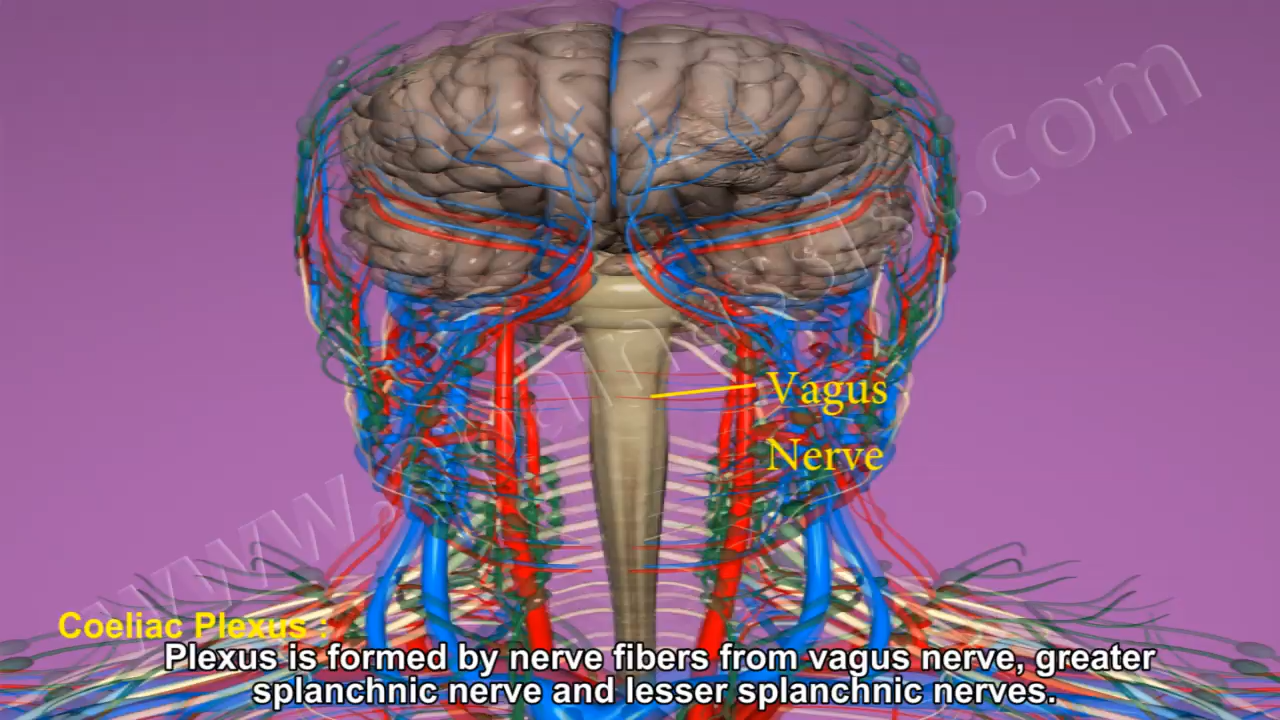 Vagus
Nerve
Coeliac Plexus :
Plexus is formed by nerve fibers from vagus nerve, greater
splanchnic nerve and lesser splanchnic nerves.